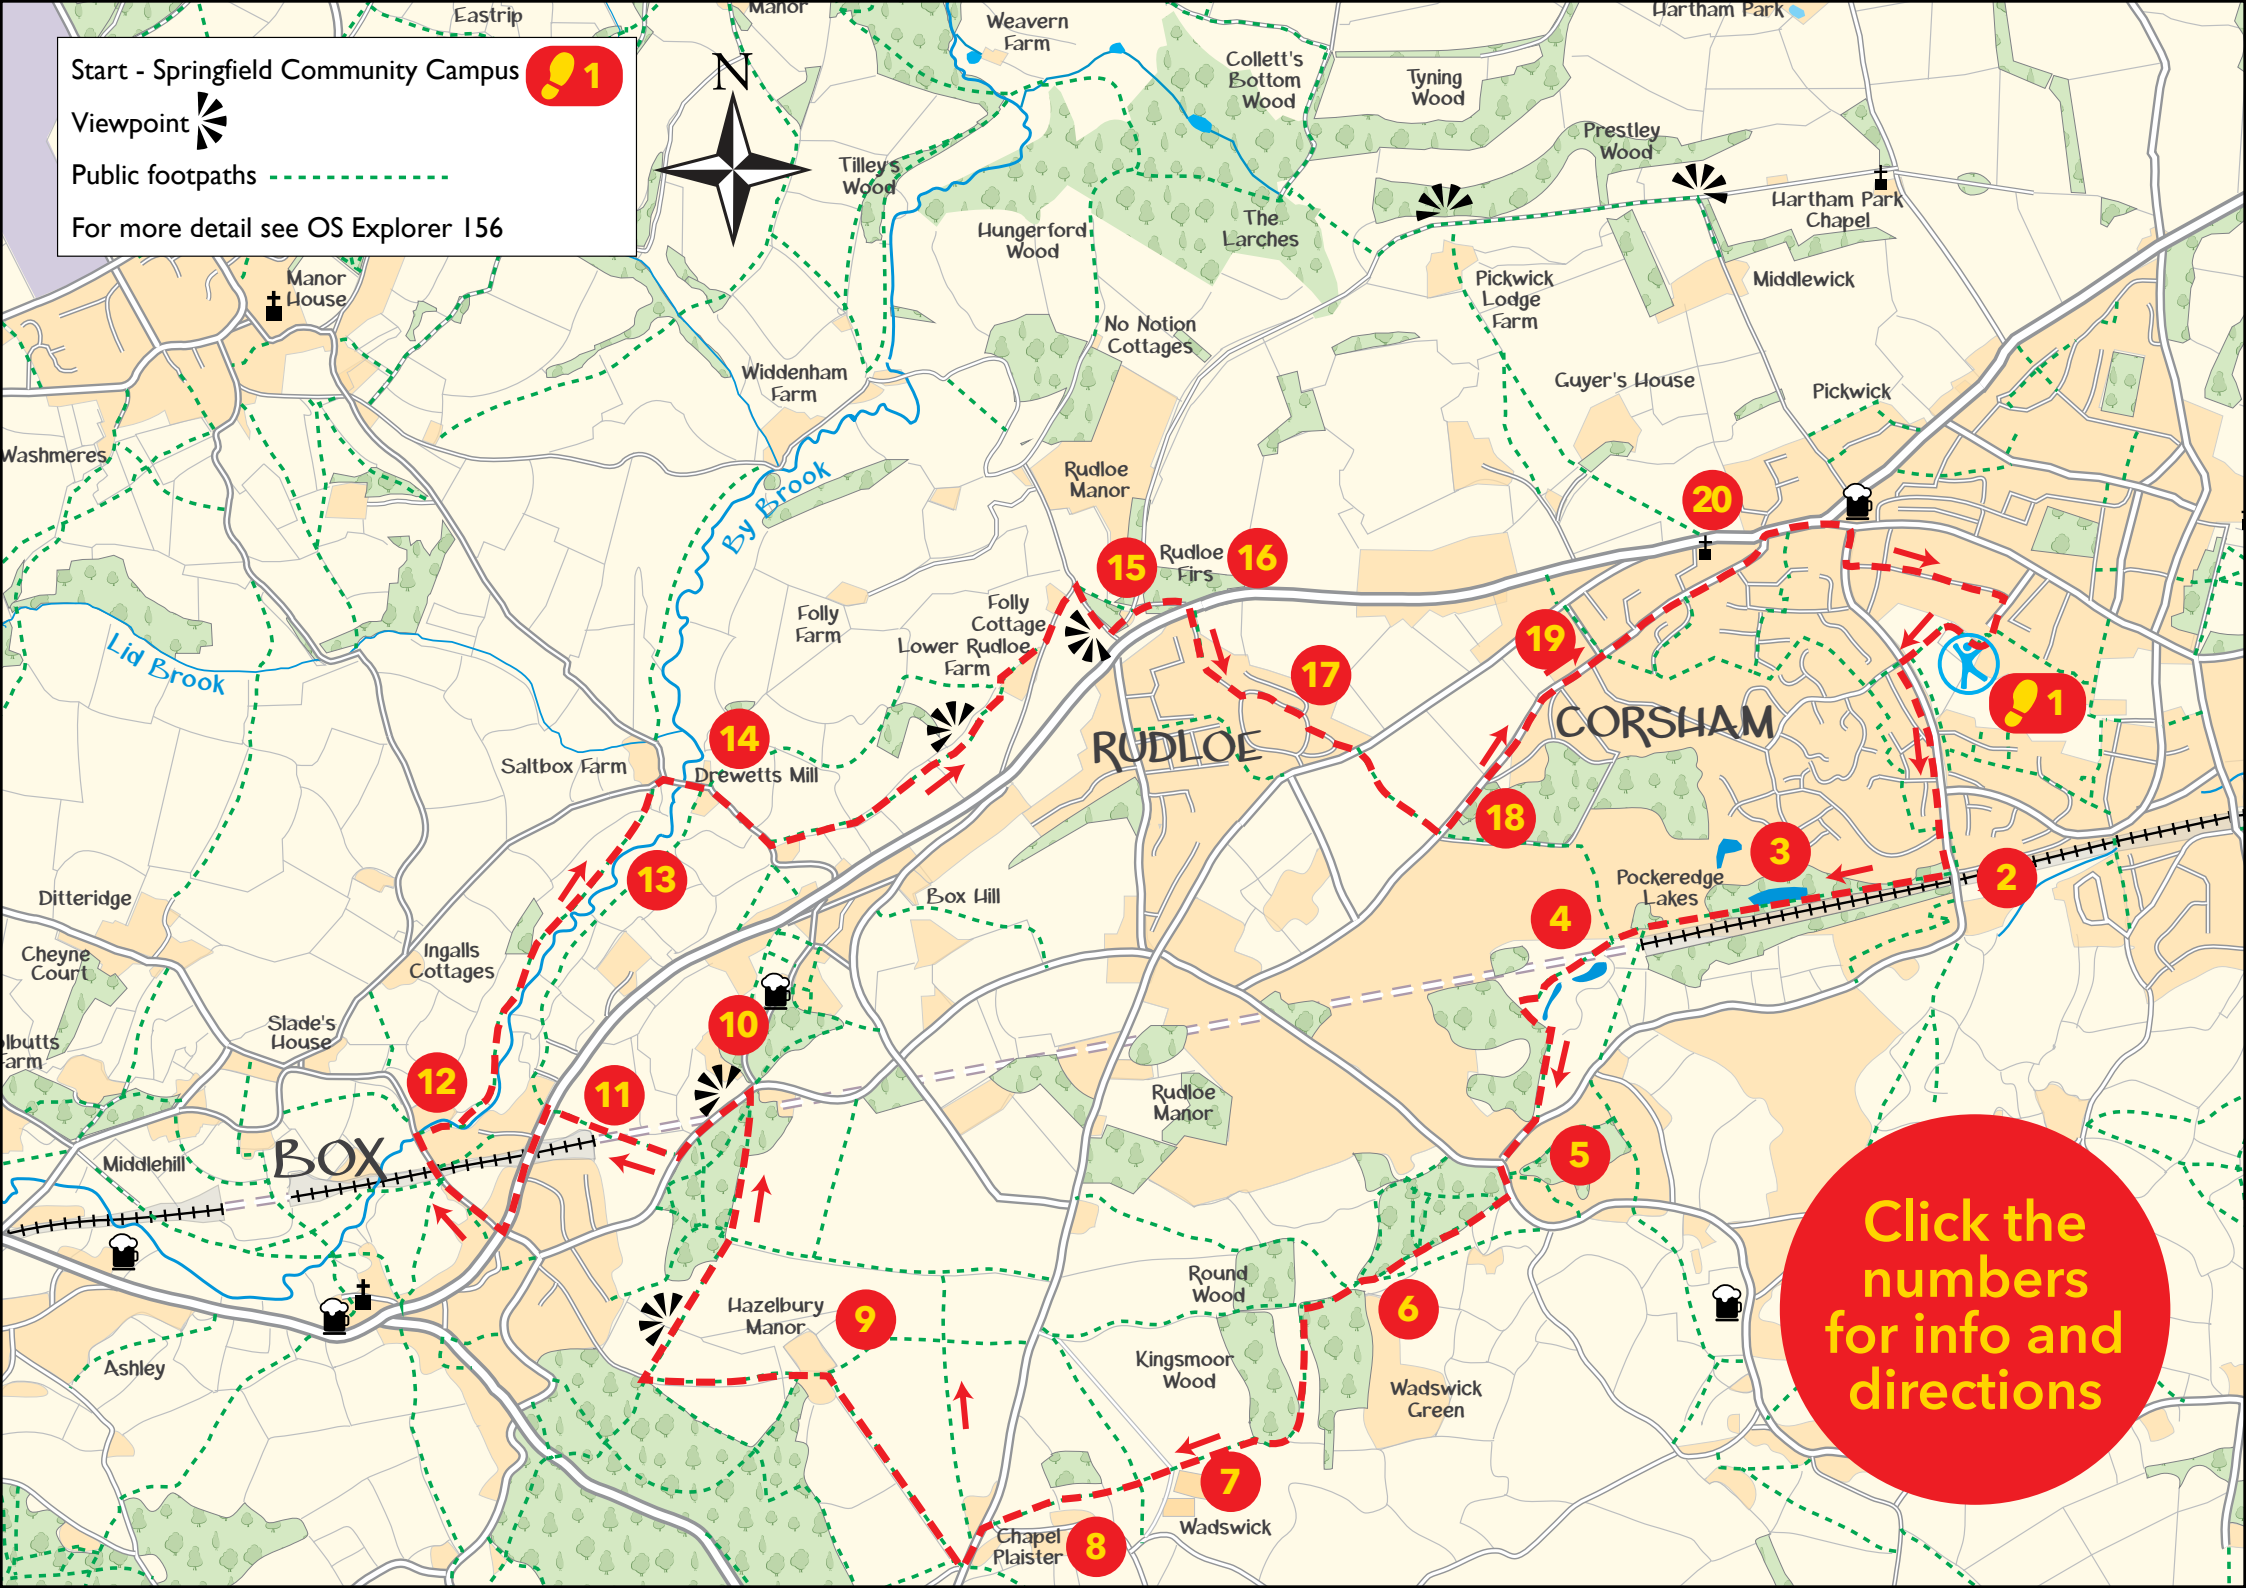 Eastrip
Manor
Weavern
Farm
Hartham Park
Start - Springfield Community Campus
1
Viewpoint
Public footpaths
For more detail see OS Explorer 156
N
Collett's
Bottom
Wood
Tyning
Wood
Prestley
Wood
Tilley's
Wood
Hungerford
Wood
The
Larches
Hartham Park
Chapel
Manor
House
Pickwick
Lodge
Farm
Middlewick
No Notion
Cottages
Widdenham
Farm
Guyer's House
Pickwick
Washmeres
Rudloe
Manor
By Brook
20
15
Rudloe
Firs
16
Folly
Farm
Folly
Cottage
Lower Rudloe
Farm
19
Lid Brook
17
1
CORSHAM
RUDLOE
14
Saltbox Farm
Drewetts Mill
18
13
3
2
Pockeredge
Lakes
Ditteridge
Box Hill
4
Cheyne
Court
Ingalls
Cottages
10
Slade's
House
lbutts
Farm
12
11
Rudloe
Manor
BOX
Middlehill
5
Round
Wood
6
Hazelbury
Manor
9
Ashley
Kingsmoor
Wood
Wadswick
Green
7
Wadswick
Chapel
Plaister
8
Click the
numbers
for info and
directions